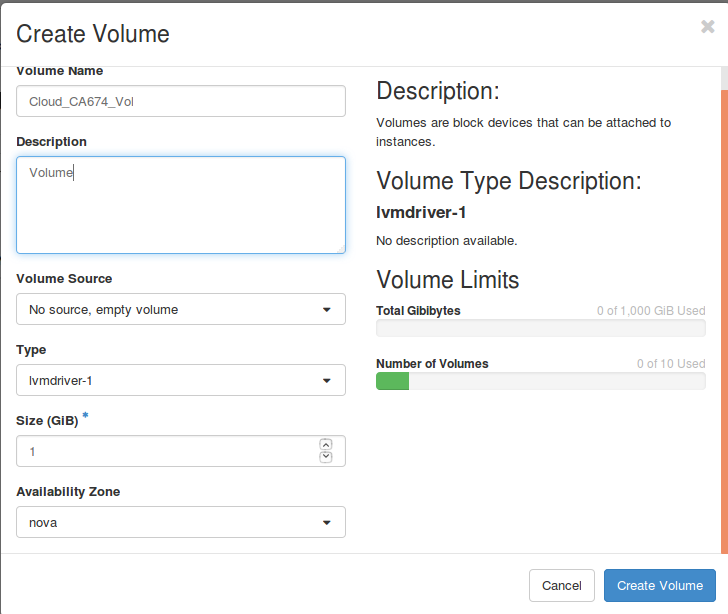 Create Volume
Volume Name
Cloud_CA674_Vol
Description
Volume
Volume Source
No source, empty volume
Type
lvmdriver-1
Size (GiB) *
1
Availability Zone
nova
Description:
Volumes are block devices that can be attached to
instances.
Volume Type Description:
lvmdriver-1
No description available.
Volume Limits
Total Gibibytes 0 of 1,000 GiB Used
Number of Volumes 0 of 10 Used
Cancel
Create Volume